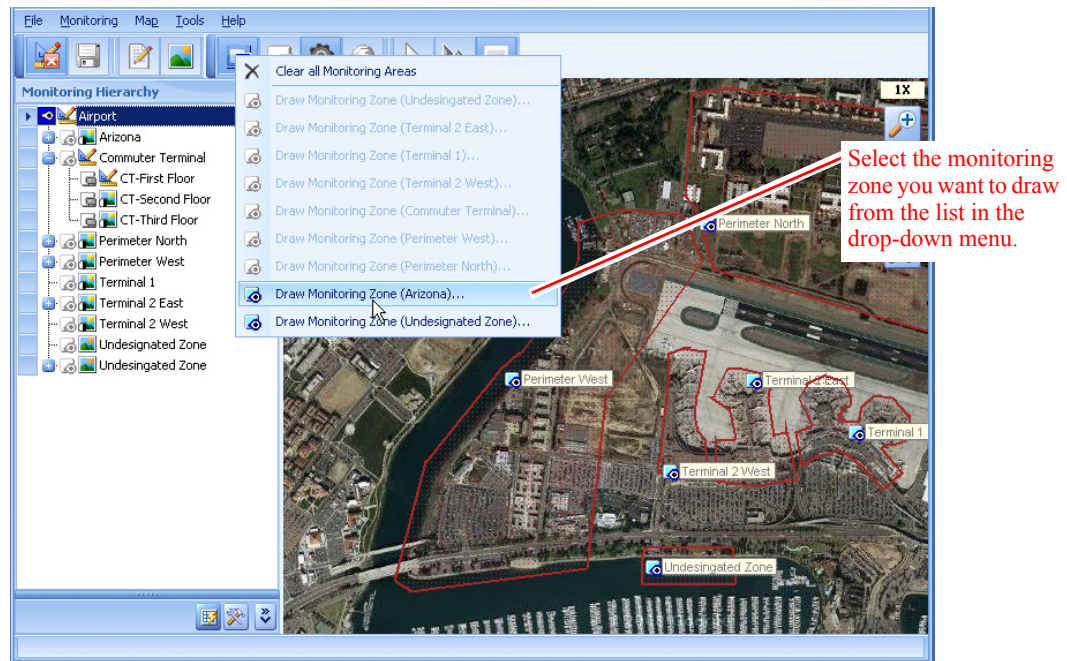 File Monitoring Map Tools Help
Monitoring Hierarchy
Airport
Arizona
Commuter Terminal
CT-First Floor
CT-Second Floor
CT-Third Floor
Perimeter North
Perimeter West
Terminal 1
Terminal 2 East
Terminal 2 West
Undesignated Zone
Undesingated Zone
Clear all Monitoring Areas
Draw Monitoring Zone (Undesingated Zone)...
Draw Monitoring Zone (Terminal 2 East)...
Draw Monitoring Zone (Terminal 1)...
Draw Monitoring Zone (Terminal 2 West)...
Draw Monitoring Zone (Commuter Terminal)...
Draw Monitoring Zone (Perimeter West)...
Draw Monitoring Zone (Perimeter North)...
Draw Monitoring Zone (Arizona)...
Draw Monitoring Zone (Undesignated Zone)...
1X
Select the monitoring
zone you want to draw
from the list in the
drop-down menu.
Perimeter North
Perimeter West
Terminal 2 East
Terminal 1
Terminal 2 West
Undesingated Zone